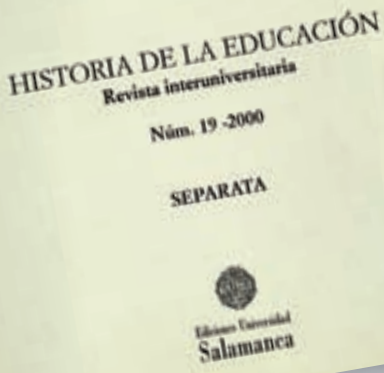 HISTORIA DE LA EDUCACIÓN
Revista interuniversitaria
Núm. 19 -2000
SEPARATA
Ediciones Universidad
Salamanca